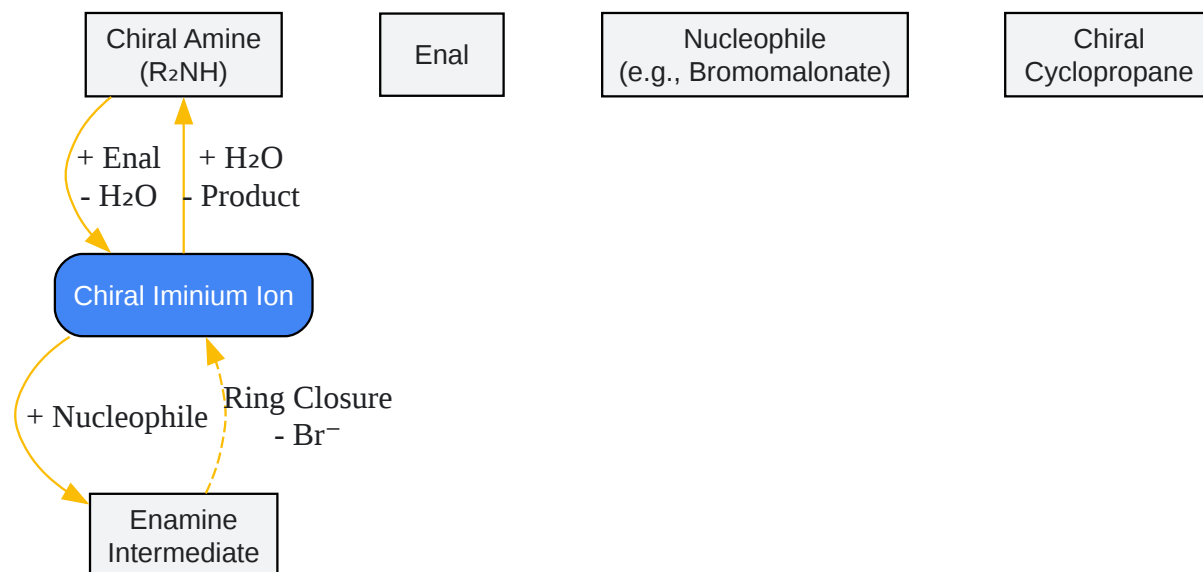 Chiral Amine
(R₂NH)
Enal
Nucleophile
(e.g., Bromomalonate)
Chiral
Cyclopropane
+ Enal
- H₂O
+ H₂O
- Product
Chiral Iminium Ion
+ Nucleophile
Ring Closure
- Br⁻
Enamine
Intermediate